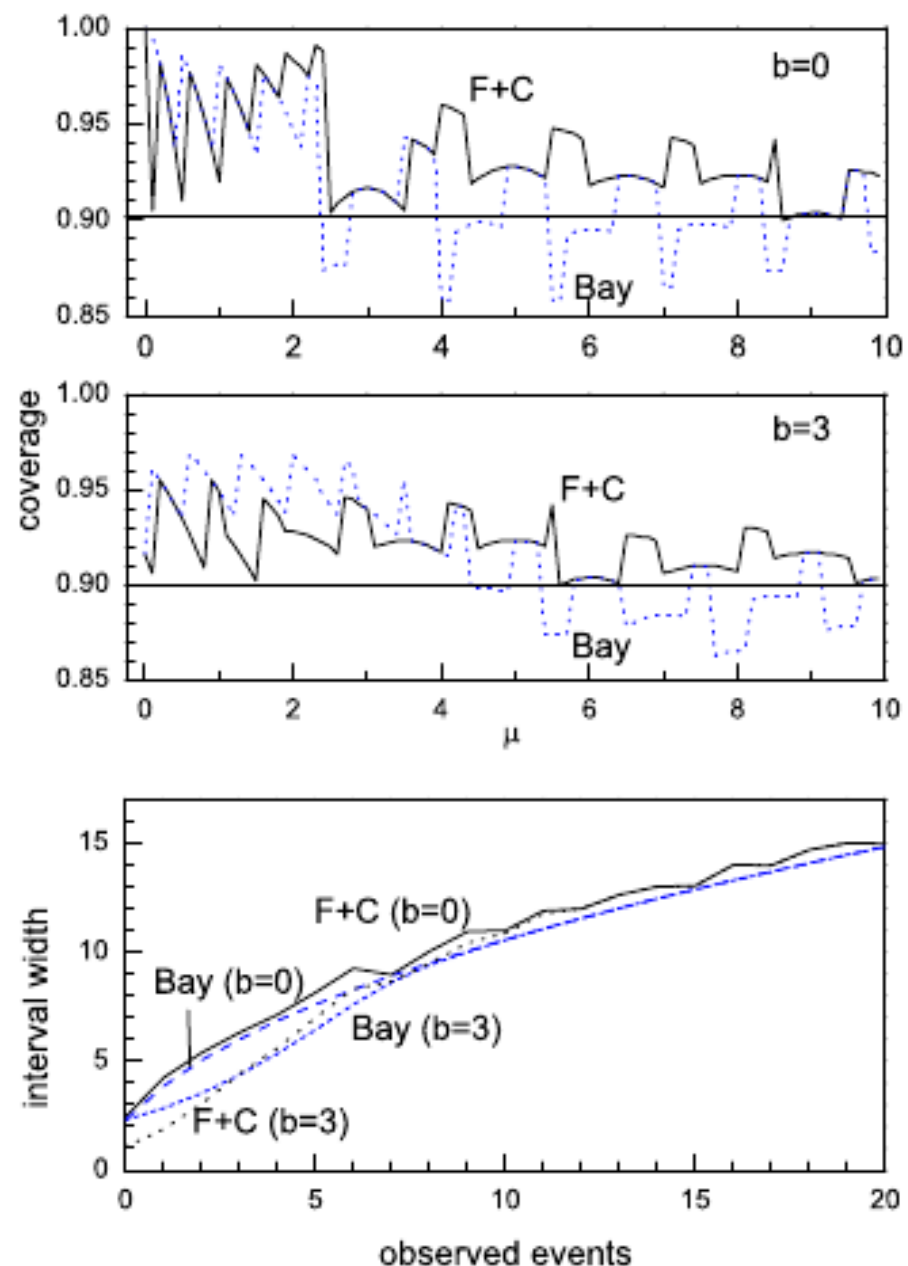 1.00
0.95
0.90
0.85
b=0
F+C
Bay
0 2 4 6 8 10
coverage
1.00
0.95
0.90
0.85
b=3
F+C
Bay
0 2 4 6 8 10
μ
interval width
15
10
5
0
F+C (b=0)
Bay (b=0)
Bay (b=3)
F+C (b=3)
0 5 10 15 20
observed events